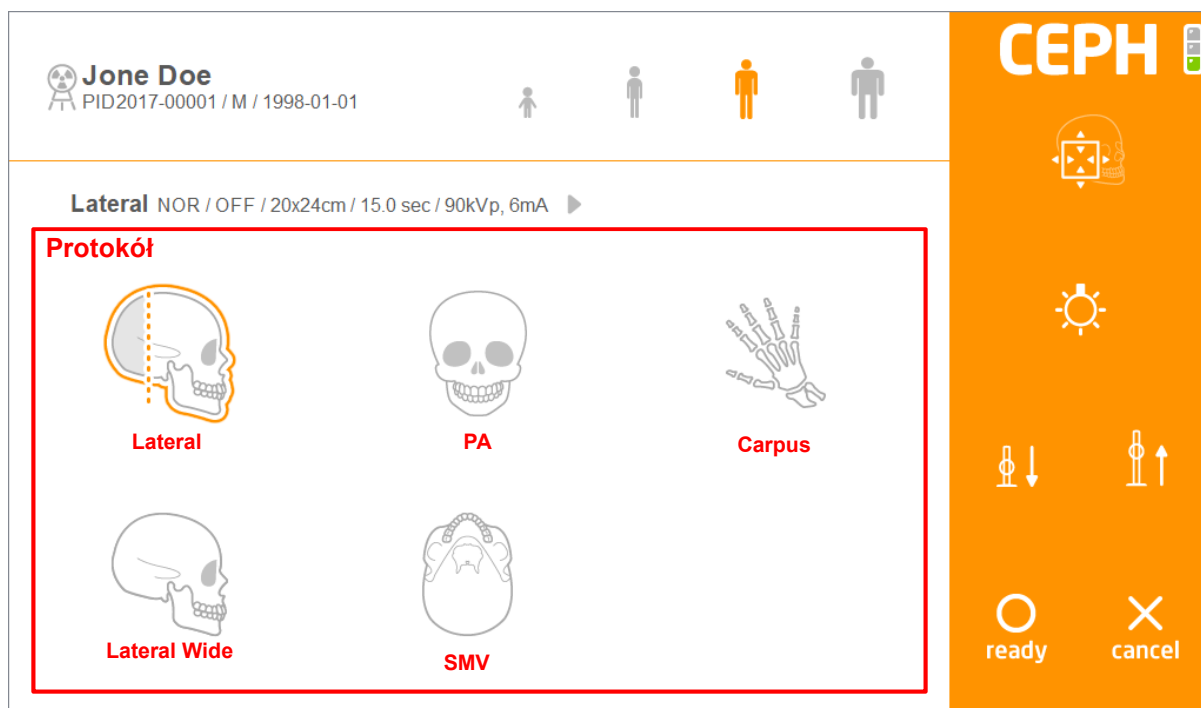 Jone Doe
PID2017-00001 / M / 1998-01-01
CEPH
Lateral NOR / OFF / 20x24cm / 15.0 sec / 90kVp, 6mA
Protokół
Lateral
PA
Carpus
Lateral Wide
SMV
ready
cancel